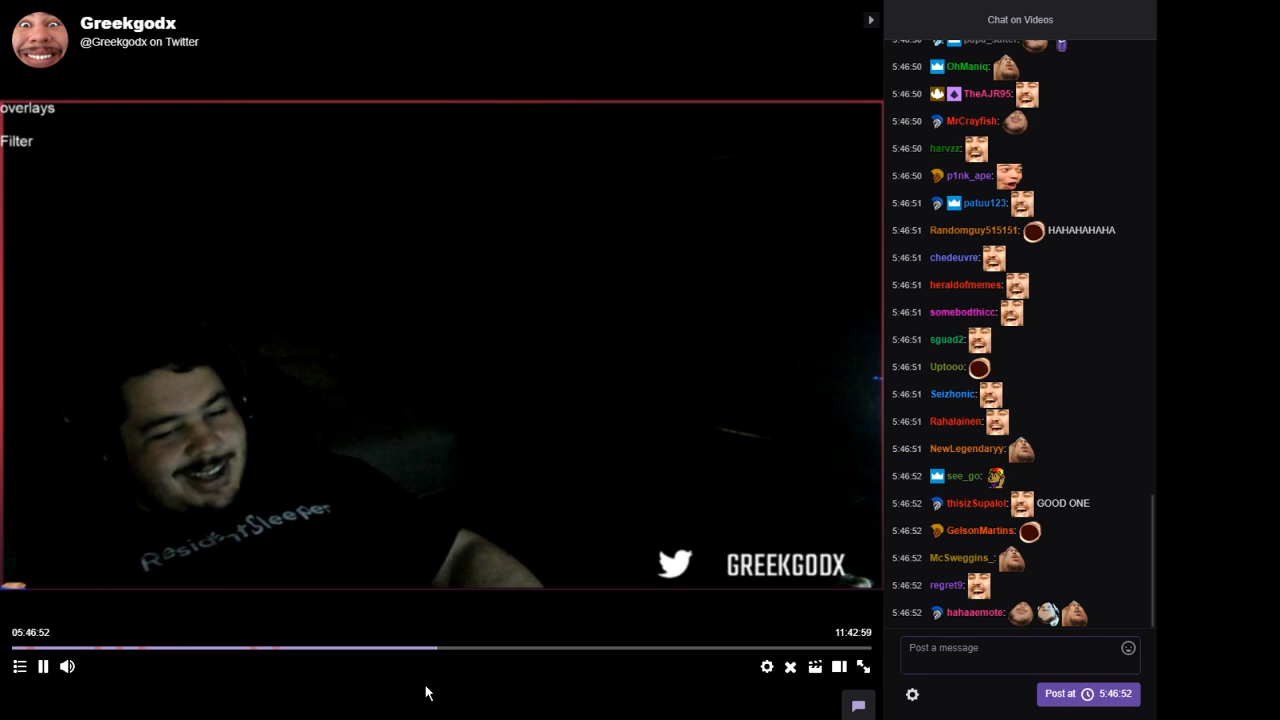 Greekgodx
@Greekgodx on Twitter
overlays
Filter
ResidentSleeper
GREEKGODX
05:46:52
11:42:59
Chat on Videos
5:46:50
5:46:50 OhManiq:
5:46:50 TheAJR95:
5:46:50 MrCrayfish:
5:46:50 harvzz:
5:46:50 p1nk_ape:
5:46:51 patuu123:
5:46:51 Randomguy515151: HAHAHAHAHA
5:46:51 chedeuvre:
5:46:51 heraldofmemes:
5:46:51 somebodthicc:
5:46:51 sguad2:
5:46:51 Uptooo:
5:46:51 Seizhonic:
5:46:51 Rahalainen:
5:46:51 NewLegendaryy:
5:46:52 see_go:
5:46:52 thisizSupalol: GOOD ONE
5:46:52 GelsonMartins:
5:46:52 McSweggins_:
5:46:52 regret9:
5:46:52 hahaaemote:
Post a message
Post at 5:46:52